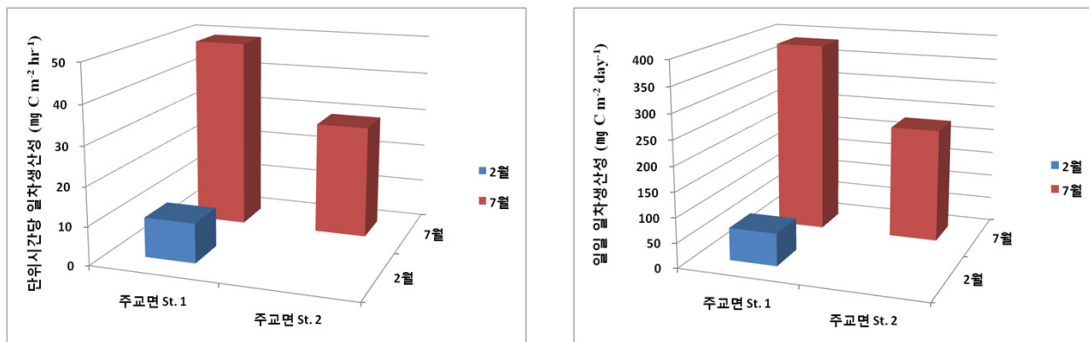 단위시간당 일차생산성 (㎎ C m⁻² hr⁻¹)
50
40
30
20
10
0
주교면 St. 1
주교면 St. 2
7월
2월
2월
7월
일일 일차생산성 (㎎ C m⁻² day⁻¹)
400
350
300
250
200
150
100
50
0
주교면 St. 1
주교면 St. 2
7월
2월
2월
7월